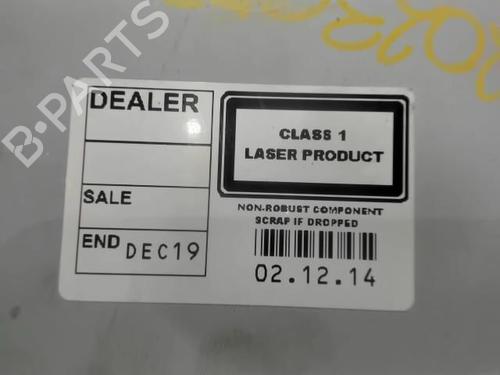 B-PARTS
DEALER
SALE
END DEC19
CLASS 1
LASER PRODUCT
NON-ROBUST COMPONENT
SCRAP IF DROPPED
02.12.14